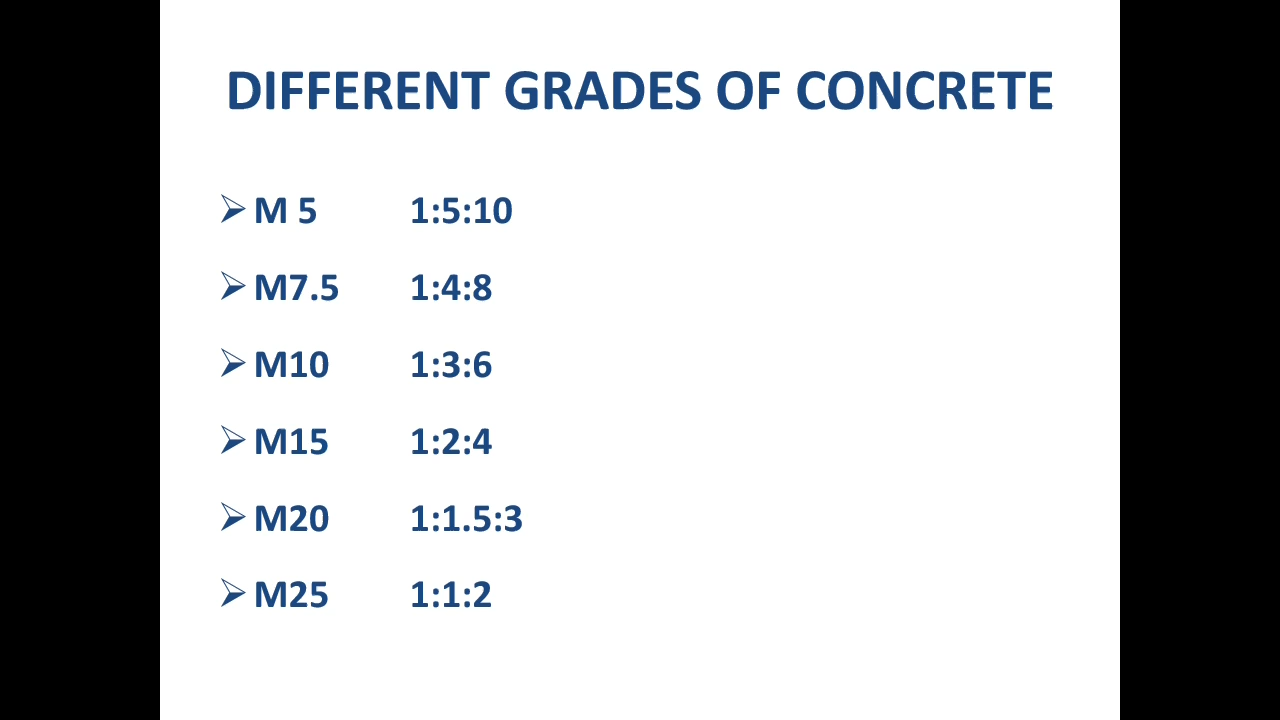 DIFFERENT GRADES OF CONCRETE
➢ M 5 1:5:10
➢ M7.5 1:4:8
➢ M10 1:3:6
➢ M15 1:2:4
➢ M20 1:1.5:3
➢ M25 1:1:2